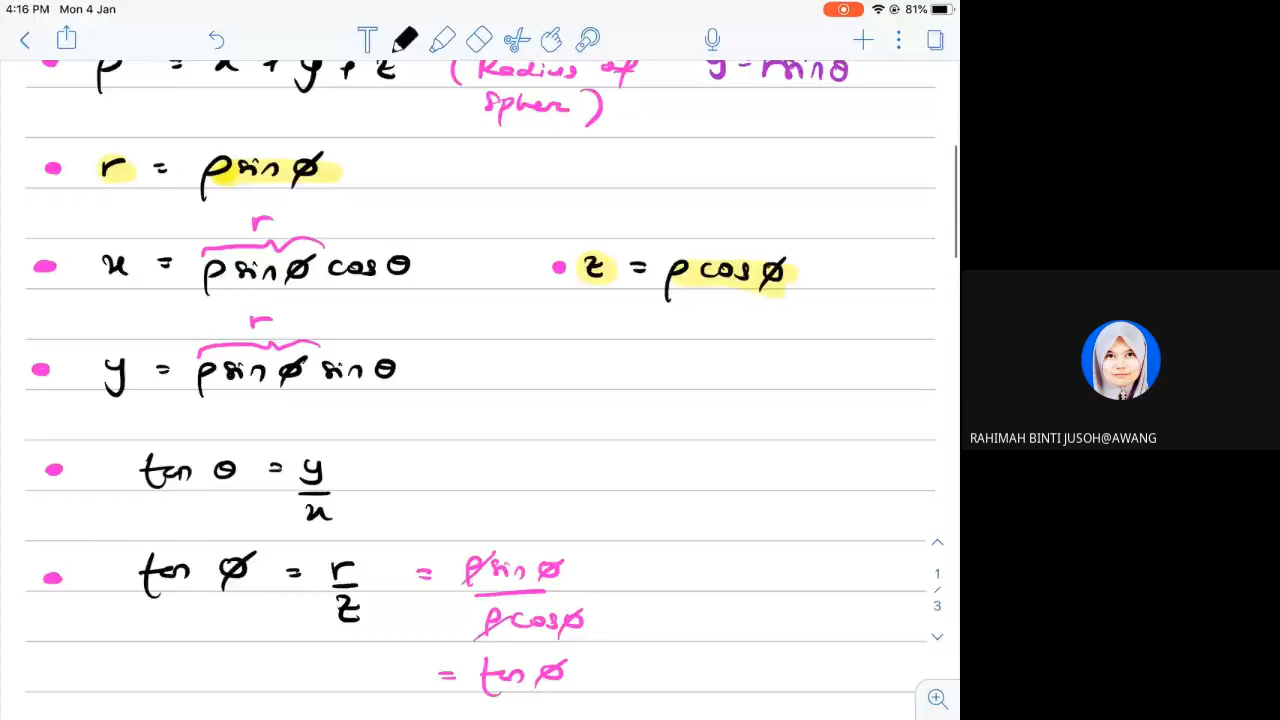 4:16 PM Mon 4 Jan
81%
T
(Radius of
y = r sin θ
sphere)
• r = ρ sin φ
r
• x = ρ sin φ cos θ
• z = ρ cos φ
r
• y = ρ sin φ sin θ
• tan θ = y/x
• tan φ = r/z = ρ sin φ / ρ cos φ
= tan φ
1
/
3
RAHIMAH BINTI JUSOH@AWANG